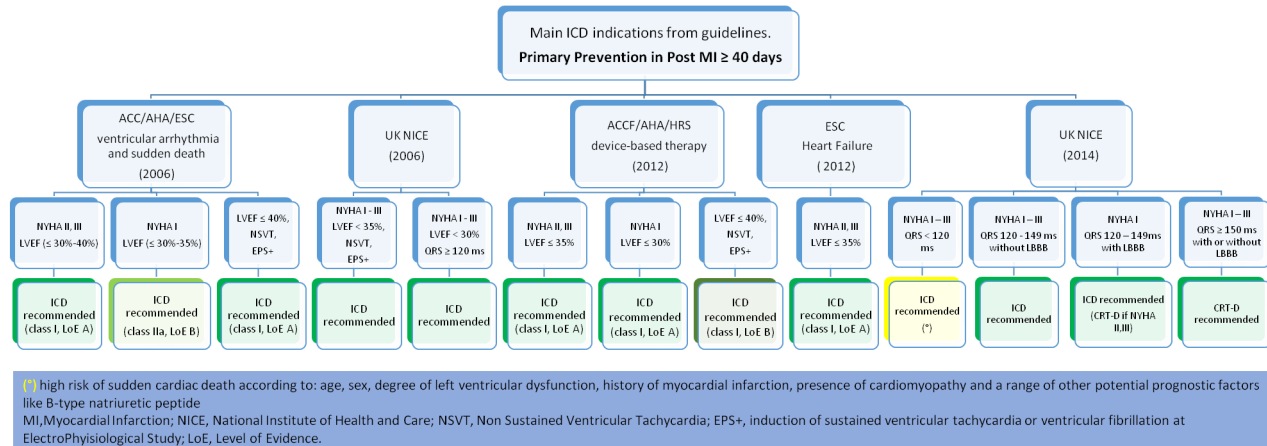 Main ICD indications from guidelines.
Primary Prevention in Post MI ≥ 40 days
ACC/AHA/ESC
ventricular arrhythmia
and sudden death
(2006)
UK NICE
(2006)
ACCF/AHA/HRS
device-based therapy
(2012)
ESC
Heart Failure
( 2012)
UK NICE
(2014)
NYHA II, III
LVEF (≤ 30%-40%)
NYHA I
LVEF (≤ 30%-35%)
LVEF ≤ 40%,
NSVT,
EPS+
NYHA I - III
LVEF < 35%,
NSVT,
EPS+
NYHA I - III
LVEF < 30%
QRS ≥ 120 ms
NYHA II, III
LVEF ≤ 35%
NYHA I
LVEF ≤ 30%
LVEF ≤ 40%,
NSVT,
EPS+
NYHA II, III
LVEF ≤ 35%
NYHA I – III
QRS < 120
ms
NYHA I – III
QRS 120 - 149 ms
without LBBB
NYHA I – III
QRS 120 – 149ms
with LBBB
NYHA I – III
QRS ≥ 150 ms
with or without
LBBB
ICD
recommended
(class I, LoE A)
ICD
recommended
(class IIa, LoE B)
ICD
recommended
(class I, LoE A)
ICD
recommended
ICD
recommended
ICD
recommended
(class I, LoE A)
ICD
recommended
(class I, LoE A)
ICD
recommended
(class I, LoE B)
ICD
recommended
(class I, LoE A)
ICD
recommended
(°)
ICD
recommended
ICD recommended
(CRT-D if NYHA
II,III)
CRT-D
recommended
(°) high risk of sudden cardiac death according to: age, sex, degree of left ventricular dysfunction, history of myocardial infarction, presence of cardiomyopathy and a range of other potential prognostic factors
like B-type natriuretic peptide
MI,Myocardial Infarction; NICE, National Institute of Health and Care; NSVT, Non Sustained Ventricular Tachycardia; EPS+, induction of sustained ventricular tachycardia or ventricular fibrillation at
ElectroPhyisiological Study; LoE, Level of Evidence.